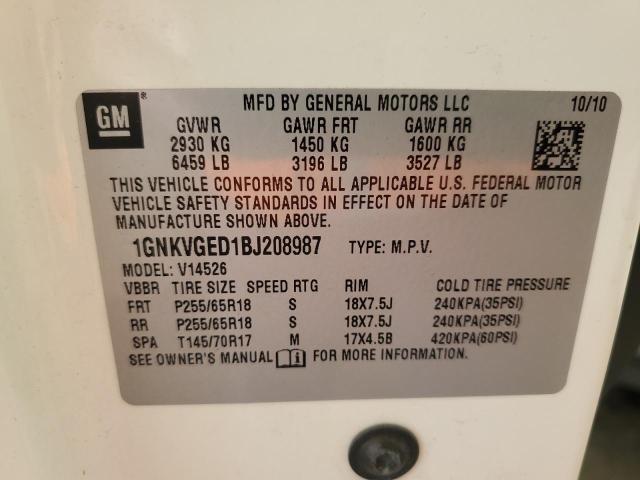 GM ®
MFD BY GENERAL MOTORS LLC 10/10
GVWR GAWR FRT GAWR RR
2930 KG 1450 KG 1600 KG
6459 LB 3196 LB 3527 LB
THIS VEHICLE CONFORMS TO ALL APPLICABLE U.S. FEDERAL MOTOR
VEHICLE SAFETY STANDARDS IN EFFECT ON THE DATE OF
MANUFACTURE SHOWN ABOVE.
1GNKVGED1BJ208987 TYPE: M.P.V.
MODEL: V14526
VBBR TIRE SIZE SPEED RTG RIM COLD TIRE PRESSURE
FRT P255/65R18 S 18X7.5J 240KPA(35PSI)
RR P255/65R18 S 18X7.5J 240KPA(35PSI)
SPA T145/70R17 M 17X4.5B 420KPA(60PSI)
SEE OWNER'S MANUAL FOR MORE INFORMATION.